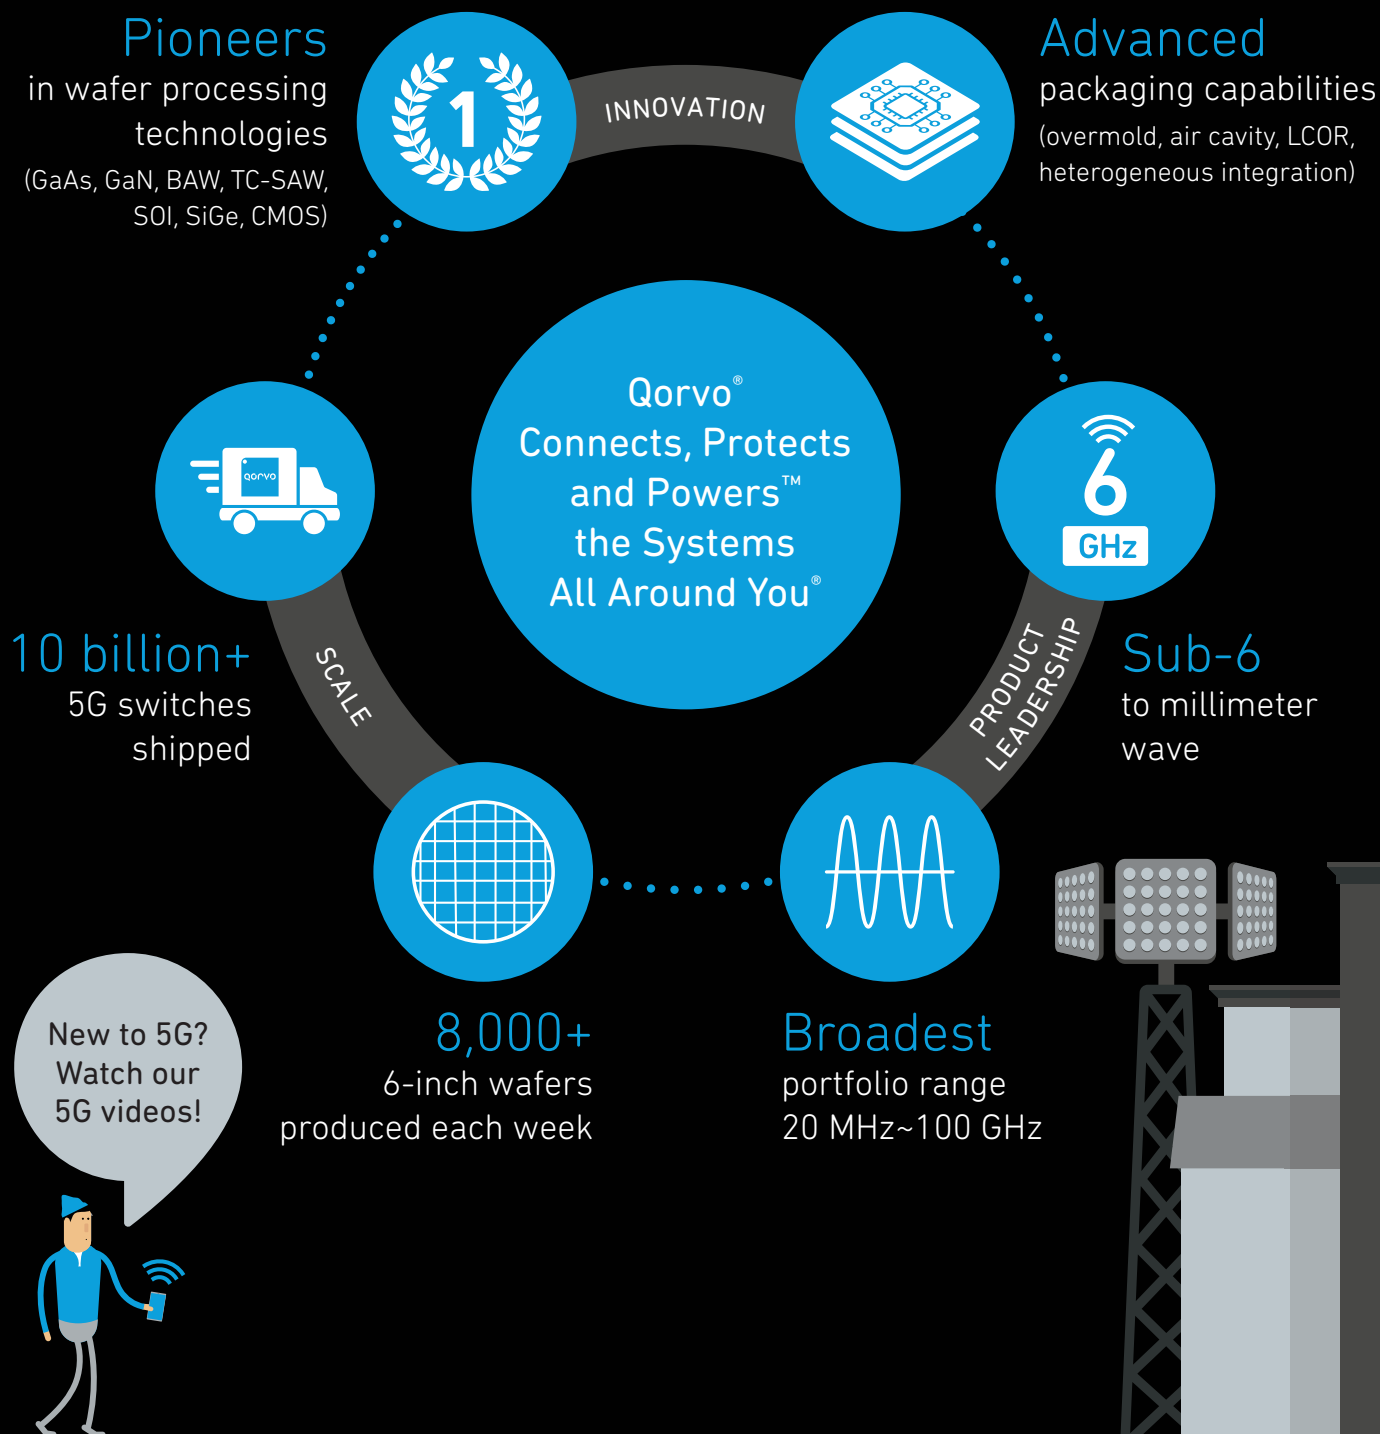 Pioneers
in wafer processing
technologies
(GaAs, GaN, BAW, TC-SAW,
SOI, SiGe, CMOS)
1
INNOVATION
Advanced
packaging capabilities
(overmold, air cavity, LCOR,
heterogeneous integration)
Qorvo®
Connects, Protects
and Powers™
the Systems
All Around You®
QORVO
6
GHz
10 billion+
5G switches
shipped
SCALE
PRODUCT
LEADERSHIP
Sub-6
to millimeter
wave
8,000+
6-inch wafers
produced each week
Broadest
portfolio range
20 MHz~100 GHz
New to 5G?
Watch our
5G videos!